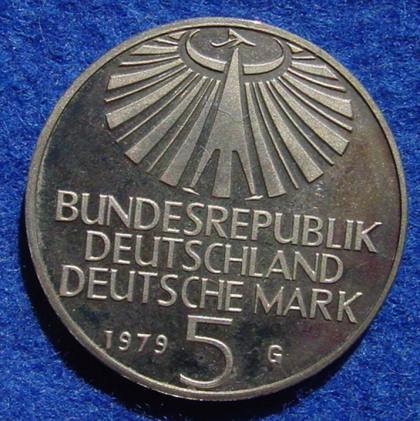 BUNDESREPUBLIK
DEUTSCHLAND
DEUTSCHE MARK
1979 5 G